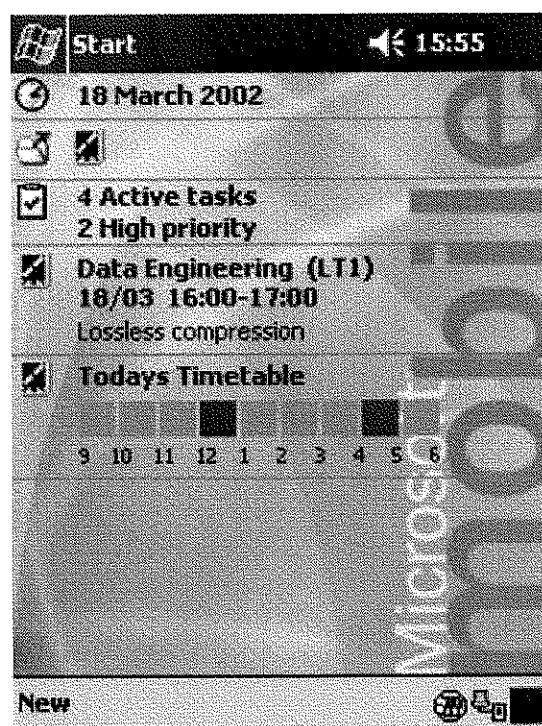 Start 15:55
18 March 2002
4 Active tasks
2 High priority
Data Engineering (LT1)
18/03 16:00-17:00
Lossless compression
Todays Timetable
9 10 11 12 1 2 3 4 5 6
Microsoft
mobile
New